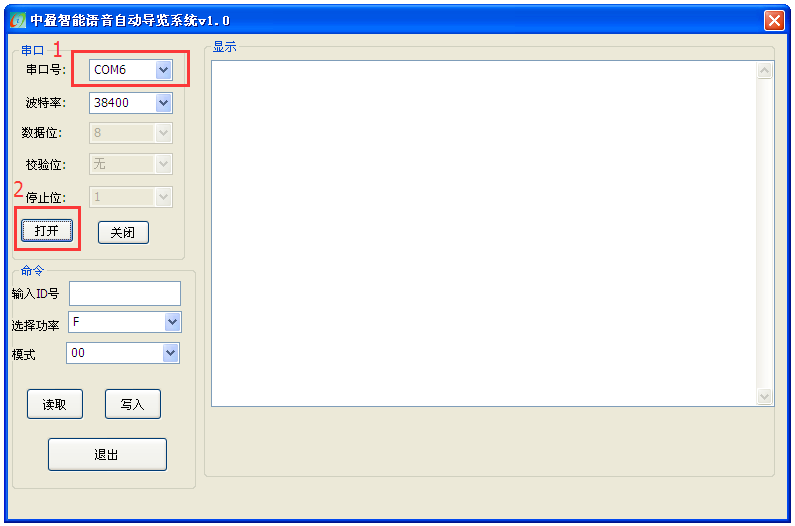 中盈智能语音自动导览系统v1.0
串口 1
串口号: COM6
波特率: 38400
数据位: 8
校验位: 无
停止位: 1
2
打开 关闭
命令
输入ID号
选择功率 F
模式 00
读取 写入
退出
显示